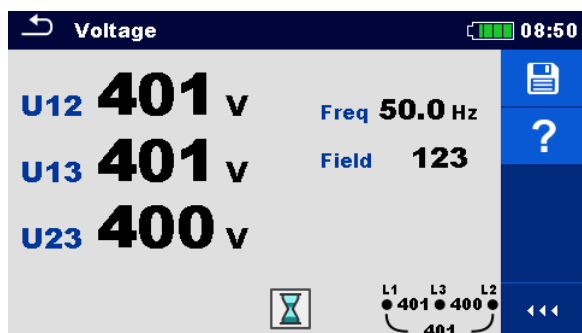 Voltage 08:50
U12 401 V
Freq 50.0 Hz
U13 401 V
Field 123
U23 400 V
?
L1 L3 L2
401 400
401